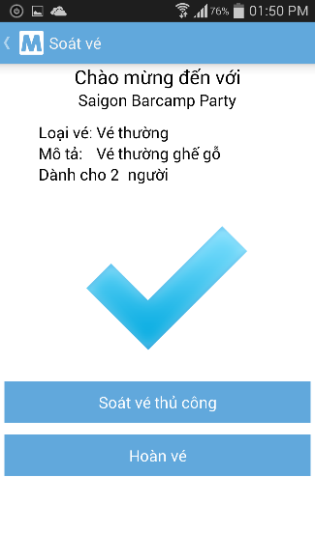 76% 01:50 PM
M Soát vé
Chào mừng đến với
Saigon Barcamp Party
Loại vé: Vé thường
Mô tả: Vé thường ghế gỗ
Dành cho 2 người
Soát vé thủ công
Hoàn vé